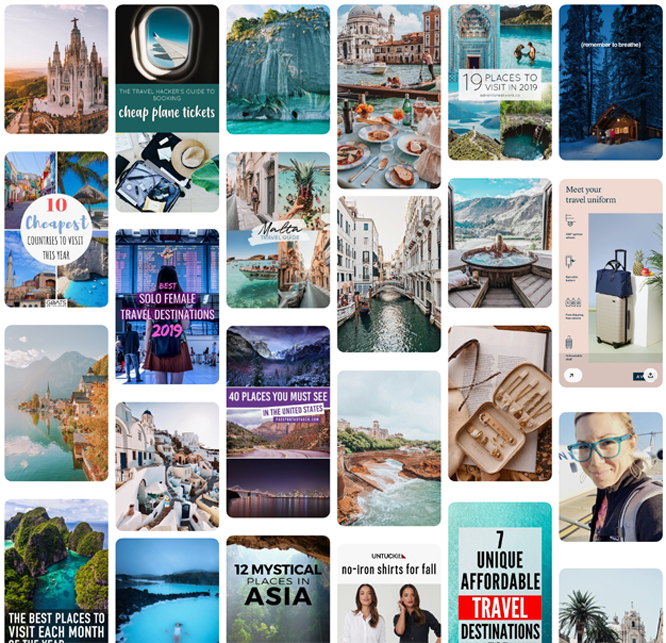 THE TRAVEL HACKER'S GUIDE TO
BOOKING
cheap plane tickets
19 PLACES TO
VISIT IN 2019
(remember to breathe)
10
Cheapest
COUNTRIES TO VISIT
THIS YEAR
Malta
TRAVEL GUIDE
Meet your
travel uniform
BEST
SOLO FEMALE
TRAVEL DESTINATIONS
2019
40 PLACES YOU MUST SEE
IN THE UNITED STATES
THE BEST PLACES TO
VISIT EACH MONTH
OF THE YEAR
12 MYSTICAL
PLACES IN
ASIA
UNTUCKit
no-iron shirts for fall
7
UNIQUE
AFFORDABLE
TRAVEL
DESTINATIONS